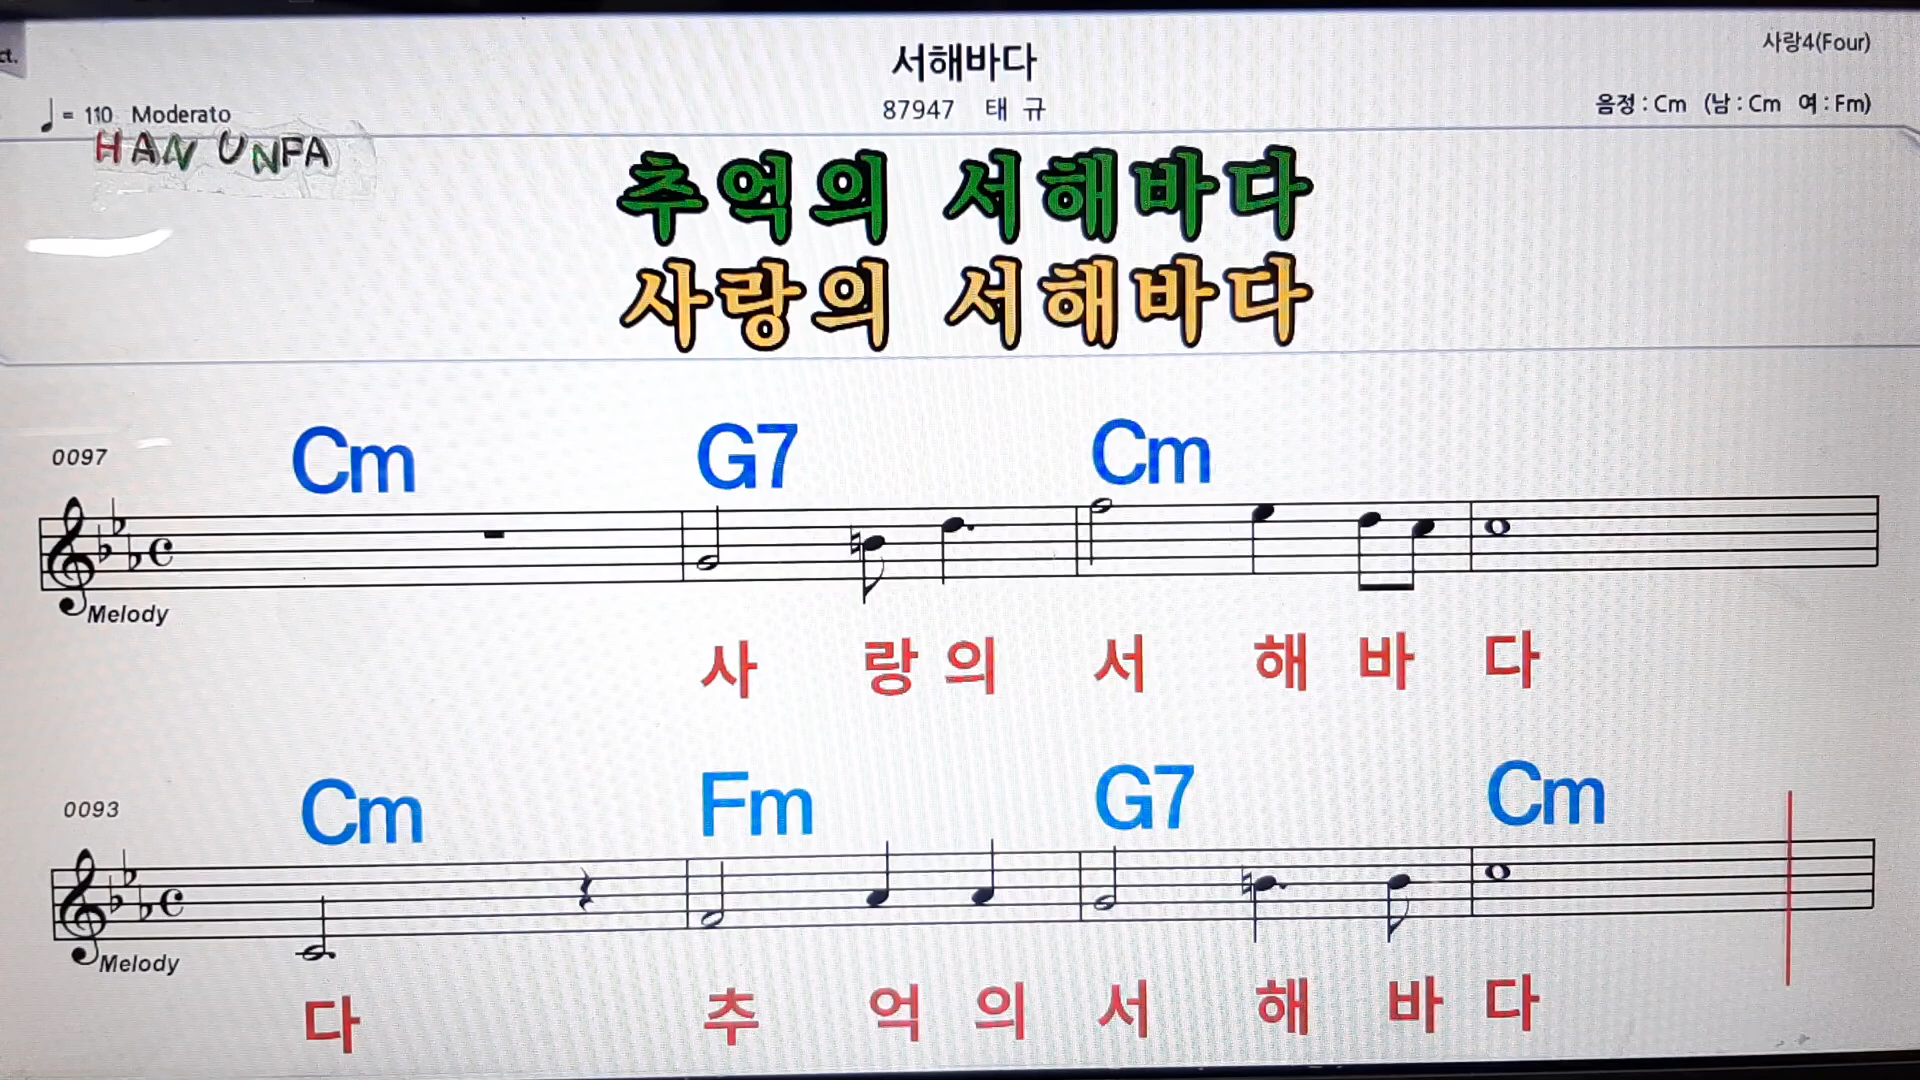 ct.
서해바다
사랑4(Four)
♩ = 110 Moderato
87947 태 규
음정 : Cm (남 : Cm 여 : Fm)
HAN UNFA
추억의 서해바다
사랑의 서해바다
Cm G7 Cm
0097
Melody
사 랑 의 서 해 바 다
Cm Fm G7 Cm
0093
Melody
다 추 억 의 서 해 바 다